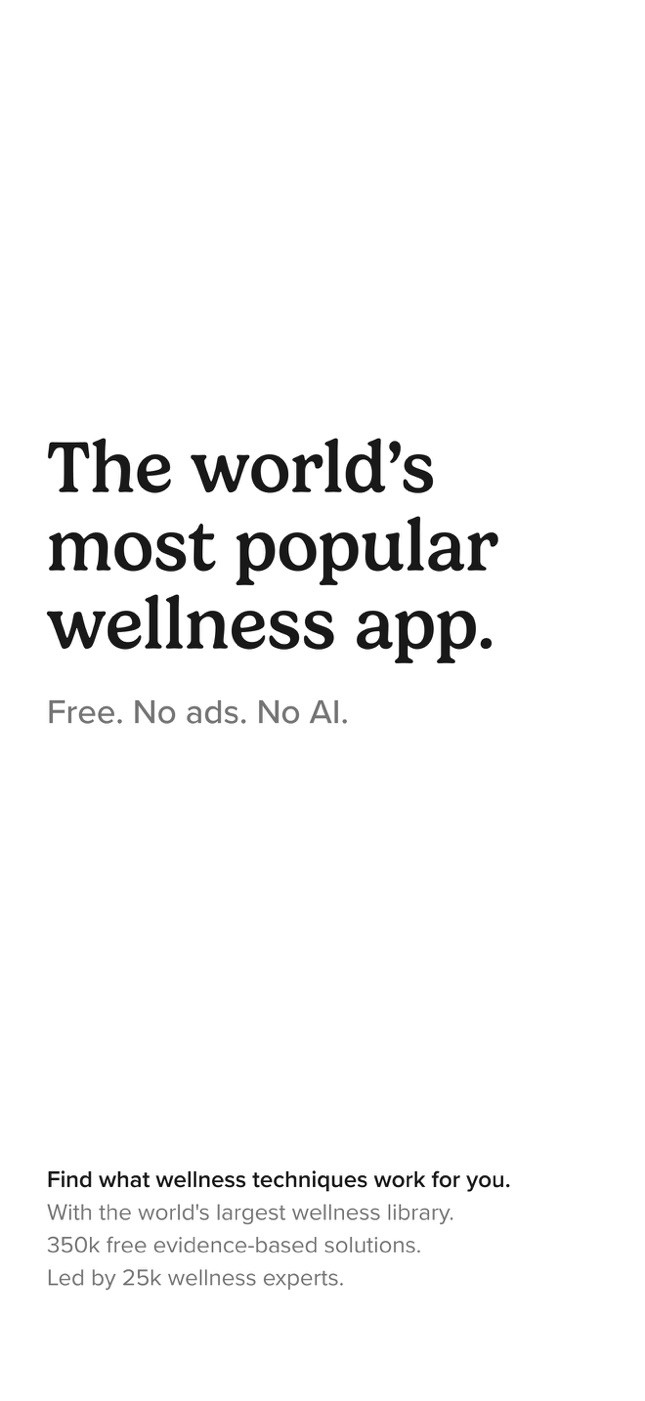 The world’s
most popular
wellness app.
Free. No ads. No AI.
Find what wellness techniques work for you.
With the world's largest wellness library.
350k free evidence-based solutions.
Led by 25k wellness experts.